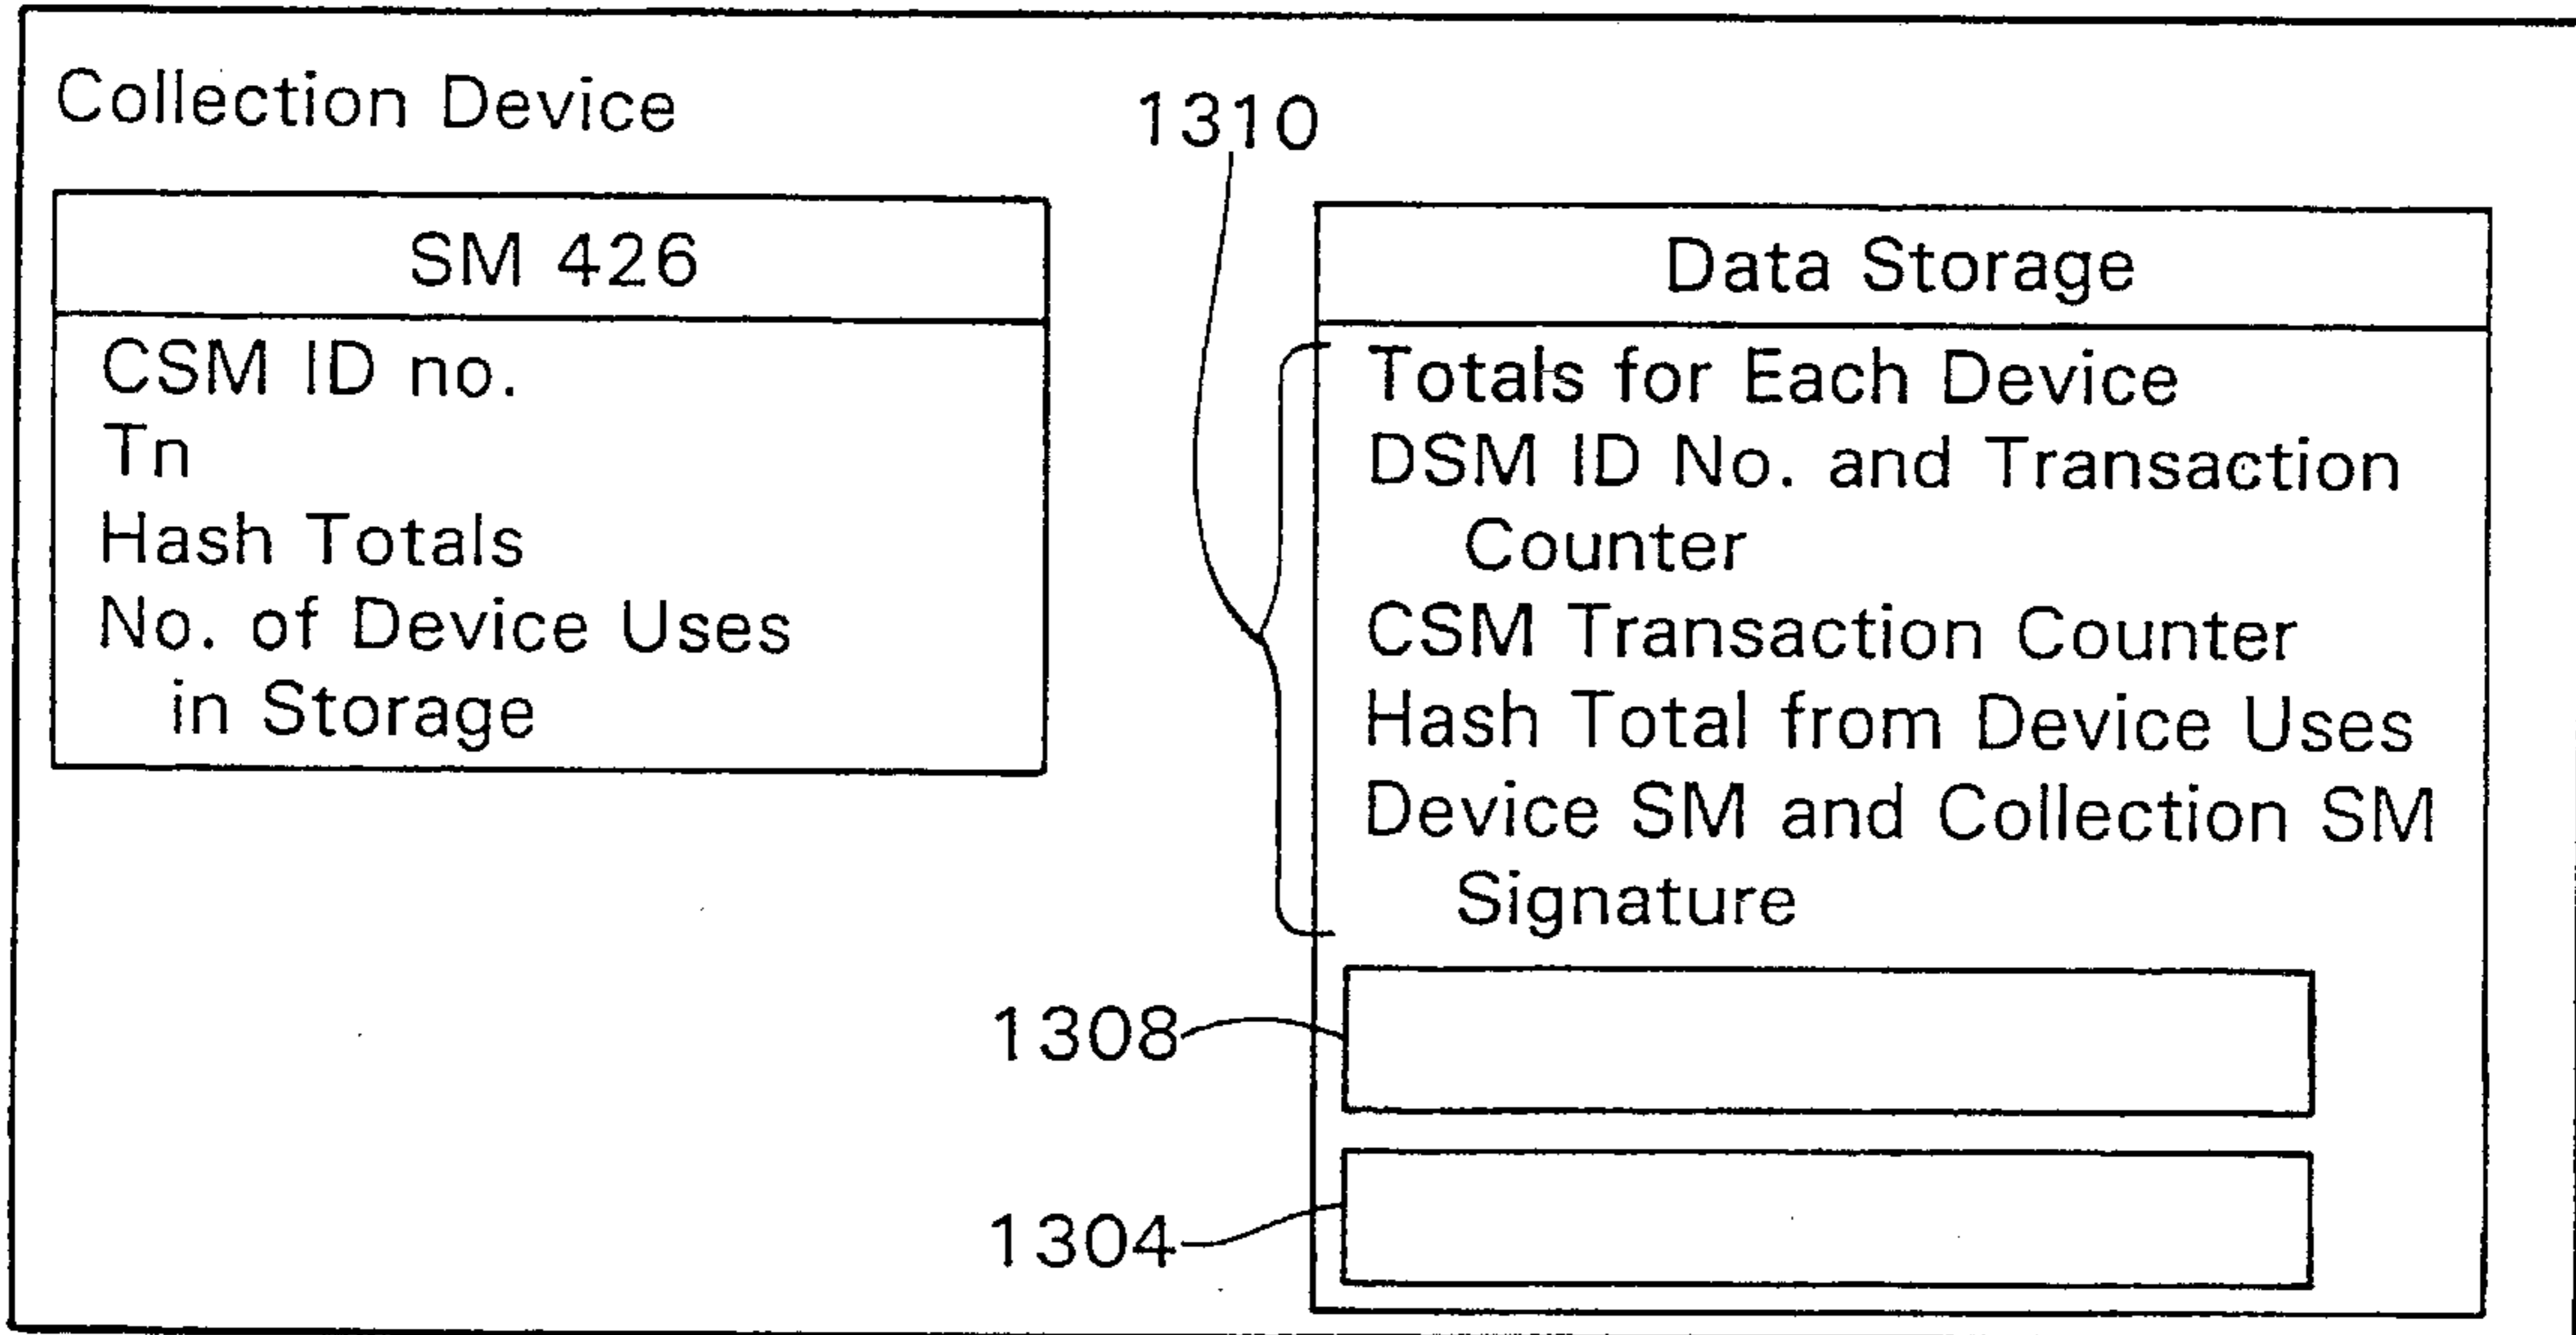 Collection Device
1310
SM 426
CSM ID no.
Tn
Hash Totals
No. of Device Uses
in Storage
Data Storage
Totals for Each Device
DSM ID No. and Transaction
Counter
CSM Transaction Counter
Hash Total from Device Uses
Device SM and Collection SM
Signature
1308
1304